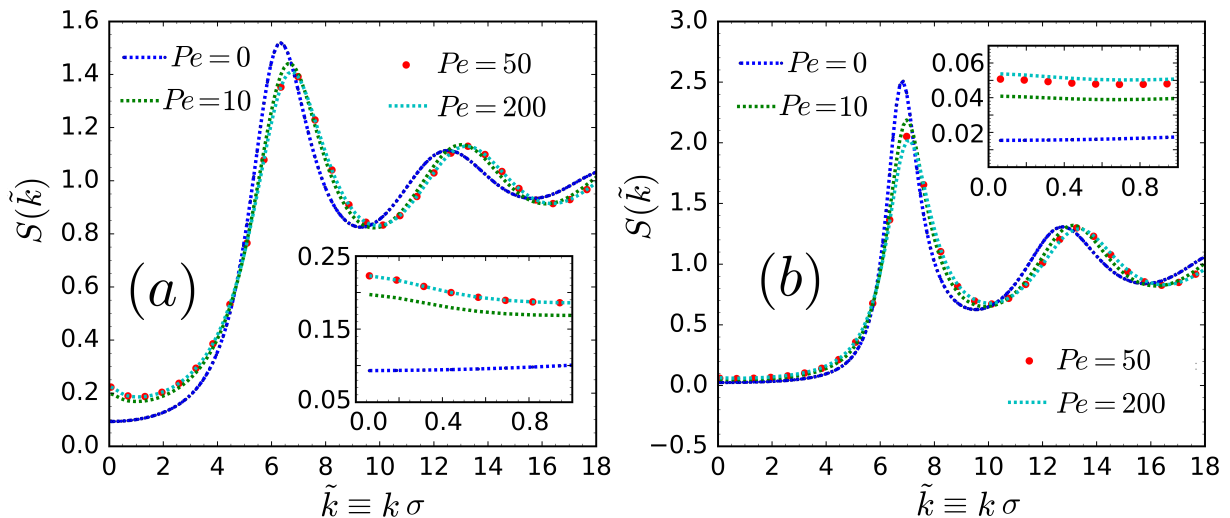 1.6
1.4
1.2
1.0
0.8
0.6
0.4
0.2
0.0
S(k̃)
Pe = 0
Pe = 10
Pe = 50
Pe = 200
(a)
0.25
0.15
0.05
0.0 0.4 0.8
0 2 4 6 8 10 12 14 16 18
k̃ ≡ k σ
3.0
2.5
2.0
1.5
1.0
0.5
0.0
−0.5
S(k̃)
Pe = 0
Pe = 10
0.06
0.04
0.02
0.0 0.4 0.8
(b)
Pe = 50
Pe = 200
0 2 4 6 8 10 12 14 16 18
k̃ ≡ k σ